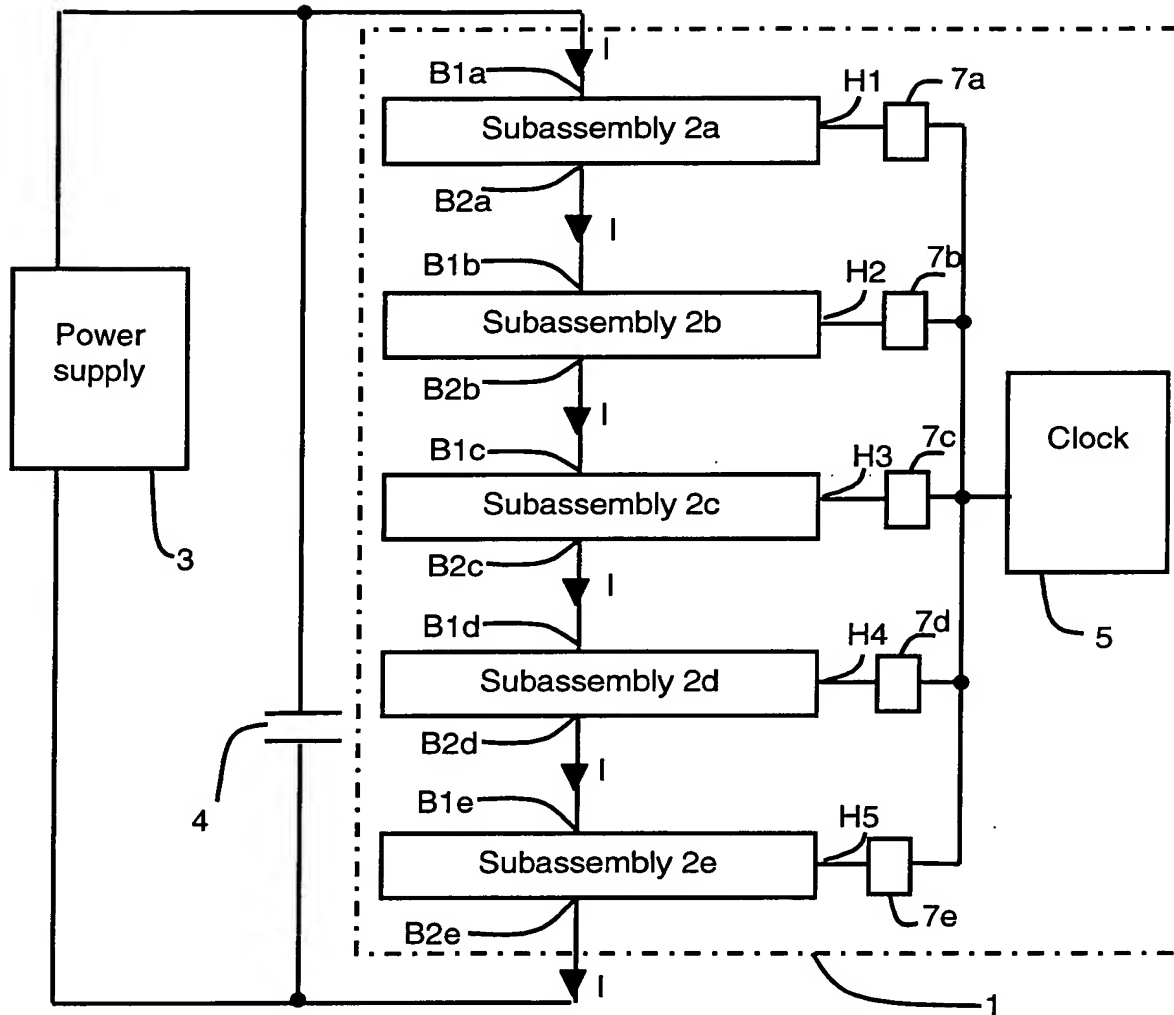 I
B1a
H1
7a
Subassembly 2a
B2a
I
B1b
H2
7b
Power
supply
Subassembly 2b
B2b
I
B1c
H3
7c
Clock
Subassembly 2c
3
B2c
I
B1d
H4
7d
5
Subassembly 2d
4
B2d
I
B1e
H5
Subassembly 2e
B2e
7e
I
1